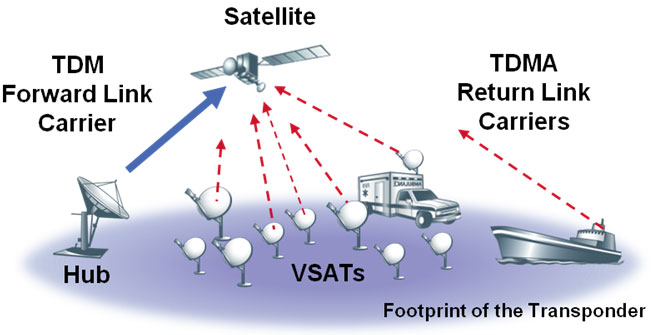 Satellite
TDM
Forward Link
Carrier
TDMA
Return Link
Carriers
AMBULANCE
Hub
VSATs
Footprint of the Transponder